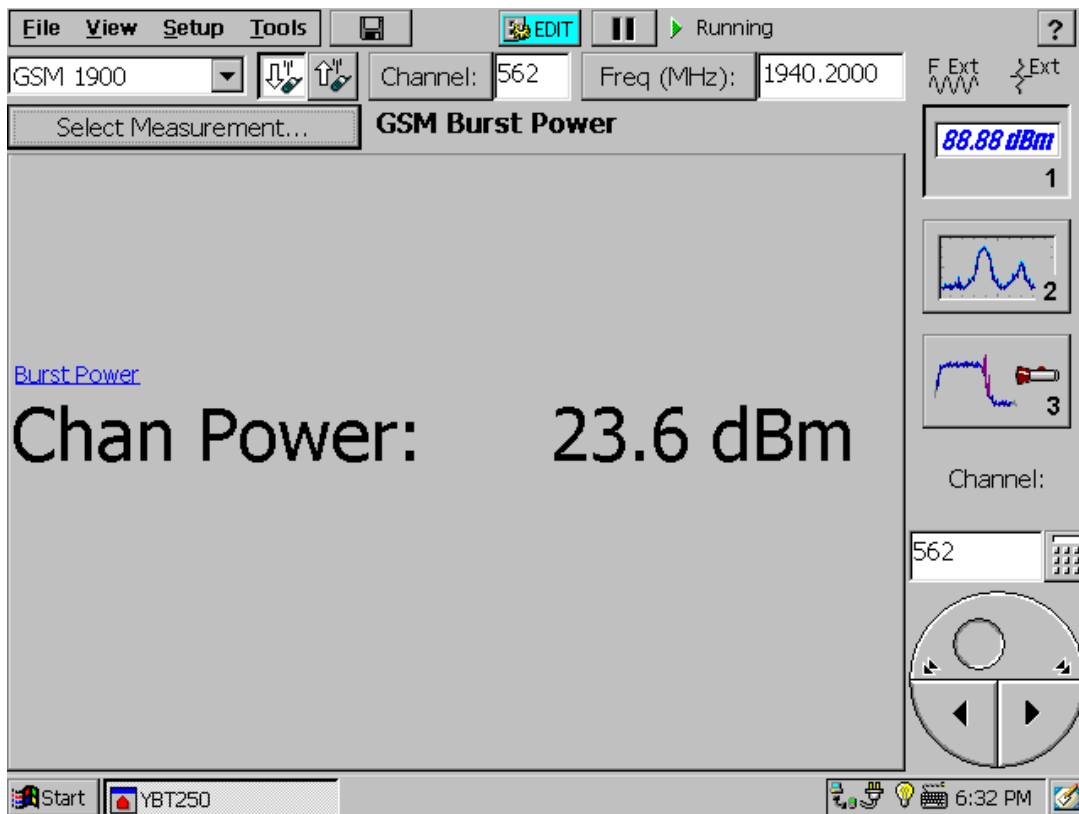 File View Setup Tools EDIT Running ?
GSM 1900 Channel: 562 Freq (MHz): 1940.2000 F Ext Ext
Select Measurement... GSM Burst Power
88.88 dBm
1
2
Burst Power
3
Chan Power: 23.6 dBm
Channel:
562
Start YBT250 6:32 PM